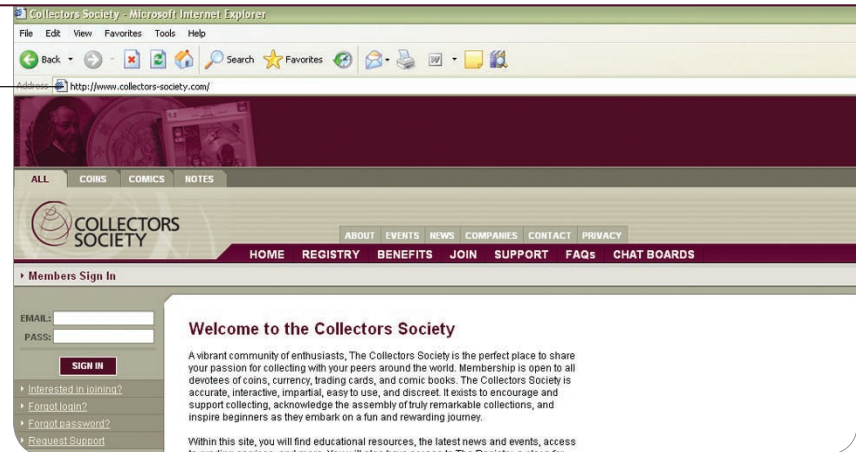 Collectors Society - Microsoft Internet Explorer
File Edit View Favorites Tools Help
Back Search Favorites
Address http://www.collectors-society.com/
ALL COINS COMICS NOTES
COLLECTORS
SOCIETY
ABOUT EVENTS NEWS COMPANIES CONTACT PRIVACY
HOME REGISTRY BENEFITS JOIN SUPPORT FAQs CHAT BOARDS
Members Sign In
EMAIL:
PASS:
SIGN IN
Interested in joining?
Forgot login?
Forgot password?
Request Support
Welcome to the Collectors Society
A vibrant community of enthusiasts, The Collectors Society is the perfect place to share
your passion for collecting with your peers around the world. Membership is open to all
devotees of coins, currency, trading cards, and comic books. The Collectors Society is
accurate, interactive, impartial, easy to use, and discreet. It exists to encourage and
support collecting, acknowledge the assembly of truly remarkable collections, and
inspire beginners as they embark on a fun and rewarding journey.
Within this site, you will find educational resources, the latest news and events, access